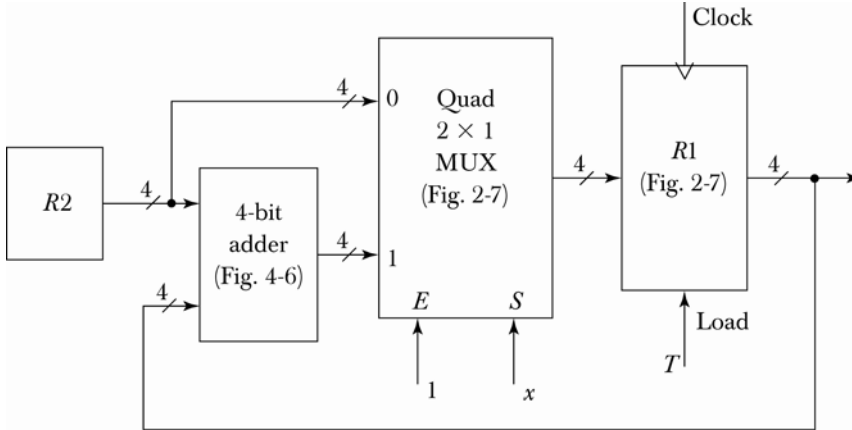 Clock
4
4
0
Quad
2 × 1
MUX
(Fig. 2-7)
R1
(Fig. 2-7)
4
4
R2
4
4-bit
adder
(Fig. 4-6)
4
1
4
E
S
Load
T
1
x